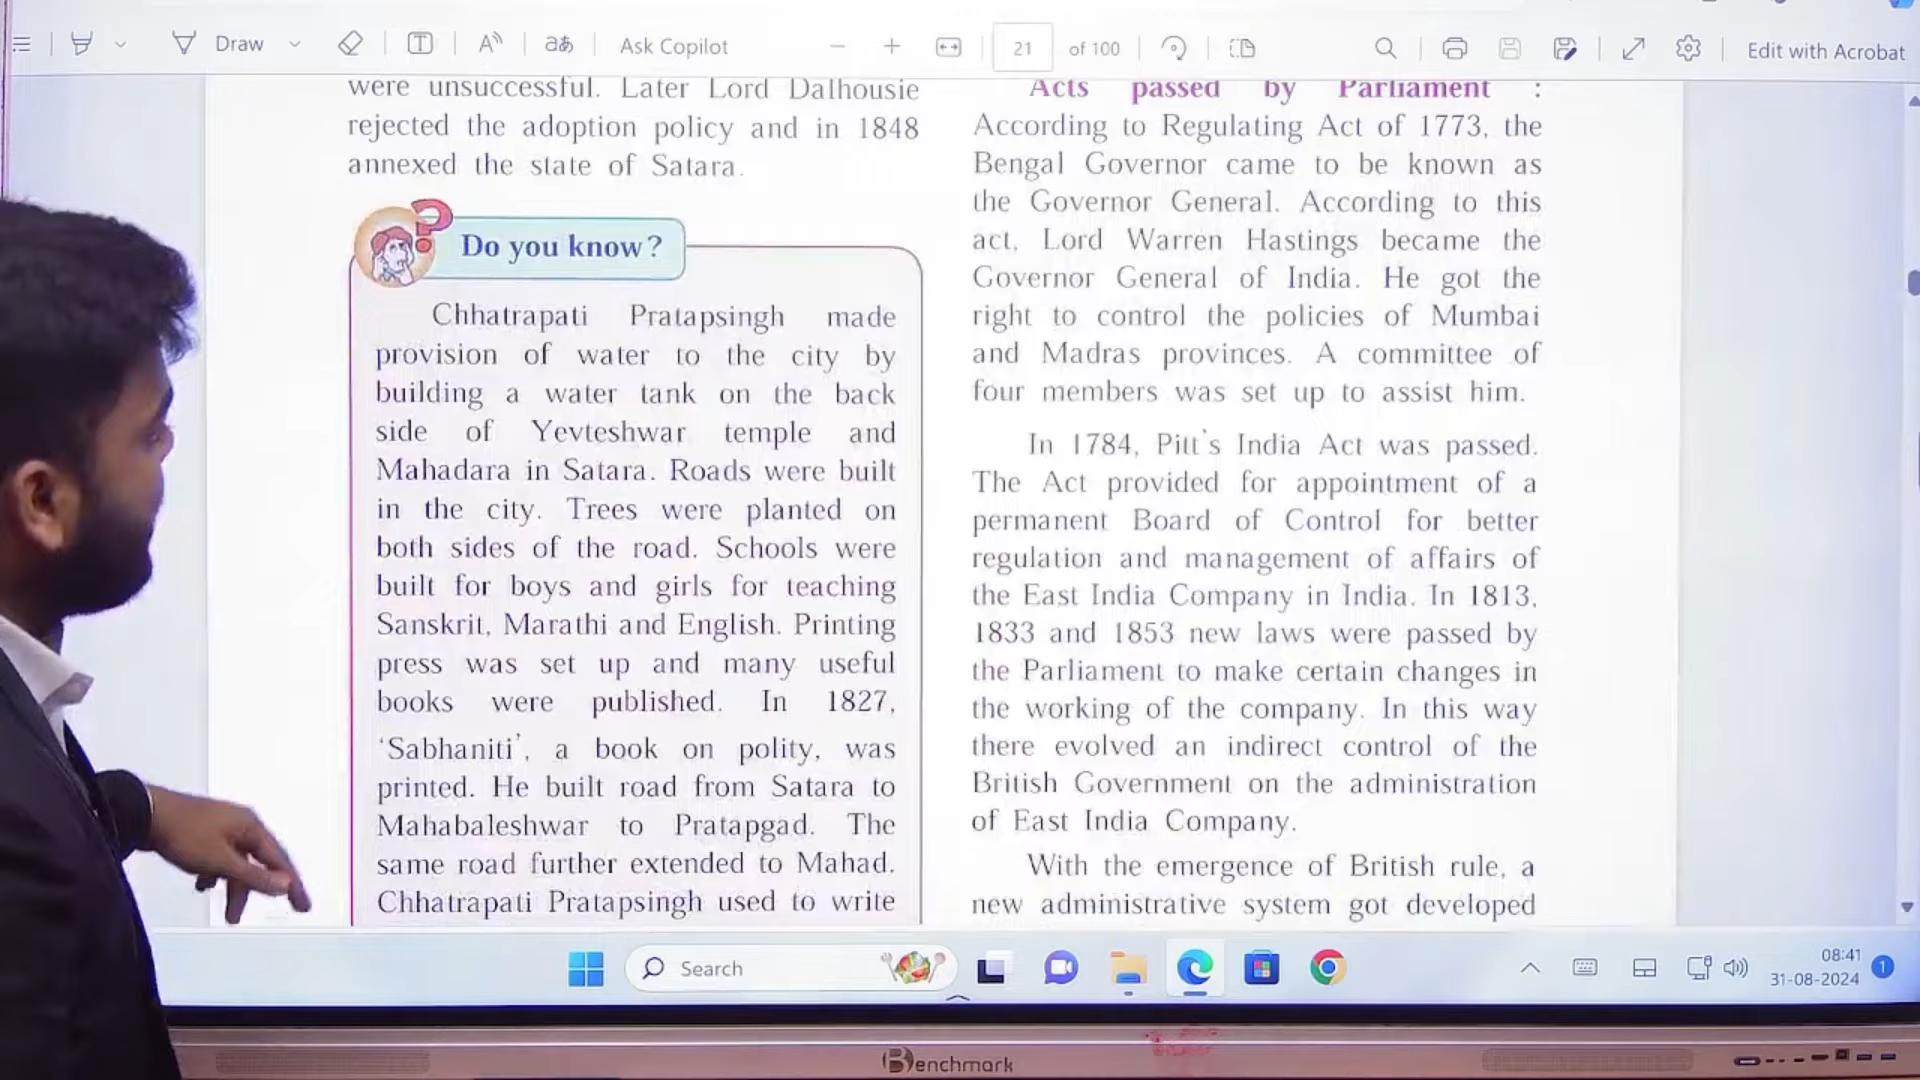 Draw
Ask Copilot
21 of 100
Edit with Acrobat
were unsuccessful. Later Lord Dalhousie
rejected the adoption policy and in 1848
annexed the state of Satara.
Do you know?
Chhatrapati Pratapsingh made
provision of water to the city by
building a water tank on the back
side of Yevteshwar temple and
Mahadara in Satara. Roads were built
in the city. Trees were planted on
both sides of the road. Schools were
built for boys and girls for teaching
Sanskrit, Marathi and English. Printing
press was set up and many useful
books were published. In 1827,
‘Sabhaniti’, a book on polity, was
printed. He built road from Satara to
Mahabaleshwar to Pratapgad. The
same road further extended to Mahad.
Chhatrapati Pratapsingh used to write
Acts passed by Parliament :
According to Regulating Act of 1773, the
Bengal Governor came to be known as
the Governor General. According to this
act, Lord Warren Hastings became the
Governor General of India. He got the
right to control the policies of Mumbai
and Madras provinces. A committee of
four members was set up to assist him.
In 1784, Pitt’s India Act was passed.
The Act provided for appointment of a
permanent Board of Control for better
regulation and management of affairs of
the East India Company in India. In 1813,
1833 and 1853 new laws were passed by
the Parliament to make certain changes in
the working of the company. In this way
there evolved an indirect control of the
British Government on the administration
of East India Company.
With the emergence of British rule, a
new administrative system got developed
Search
08:41
31-08-2024
1
Benchmark